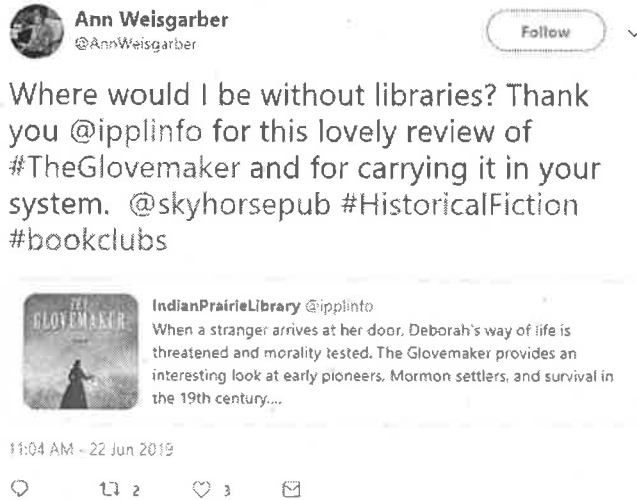 Ann Weisgarber
@AnnWeisgarber
Follow
Where would I be without libraries? Thank
you @ipplinfo for this lovely review of
#TheGlovemaker and for carrying it in your
system. @skyhorsepub #HistoricalFiction
#bookclubs
THE
GLOVEMAKER
IndianPrairieLibrary @ipplinfo
When a stranger arrives at her door, Deborah's way of life is
threatened and morality tested. The Glovemaker provides an
interesting look at early pioneers, Mormon settlers, and survival in
the 19th century....
11:04 AM - 22 Jun 2019
2
3